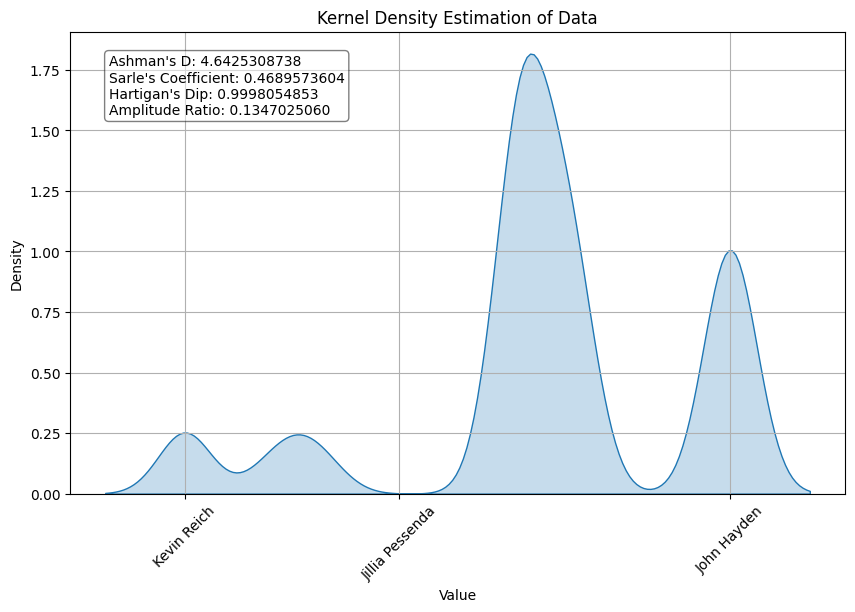 Kernel Density Estimation of Data
Ashman's D: 4.6425308738
Sarle's Coefficient: 0.4689573604
Hartigan's Dip: 0.9998054853
Amplitude Ratio: 0.1347025060
1.75
1.50
1.25
1.00
0.75
0.50
0.25
0.00
Density
Kevin Reich
Jillia Pessenda
John Hayden
Value